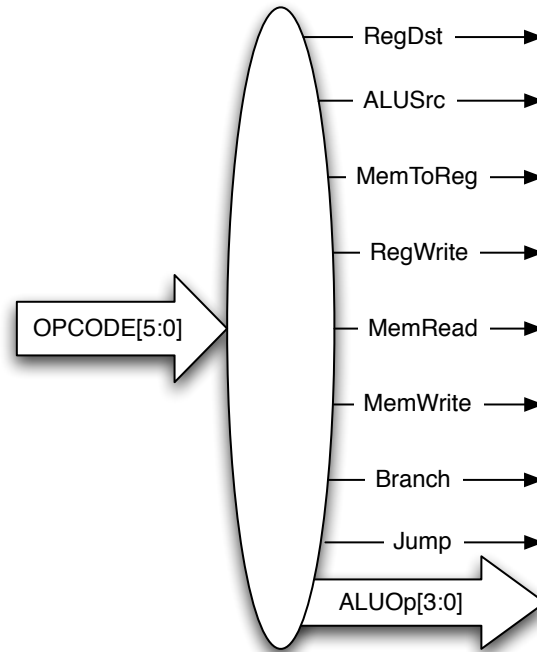 RegDst
ALUSrc
MemToReg
RegWrite
OPCODE[5:0]
MemRead
MemWrite
Branch
Jump
ALUOp[3:0]